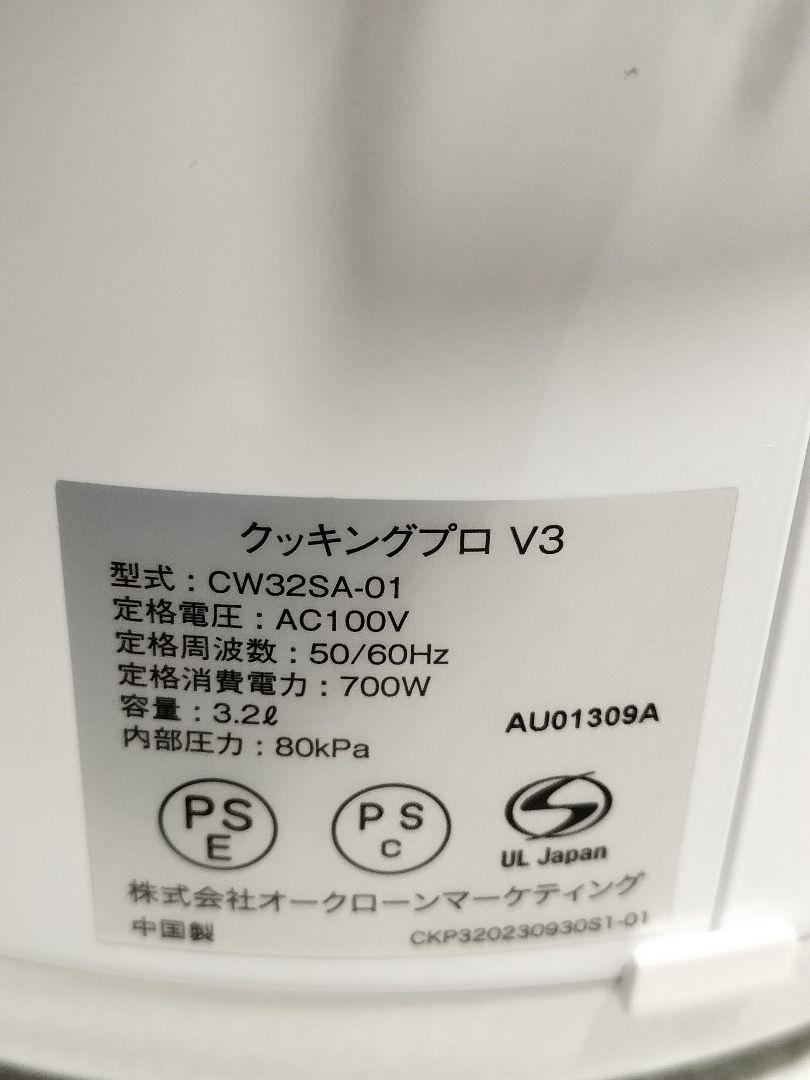 クッキングプロ V3
型式：CW32SA-01
定格電圧：AC100V
定格周波数：50/60Hz
定格消費電力：700W
容量：3.2ℓ
内部圧力：80kPa
AU01309A
PS
E
PS
C
S
UL Japan
株式会社オークローンマーケティング
中国製
CKP320230930S1-01